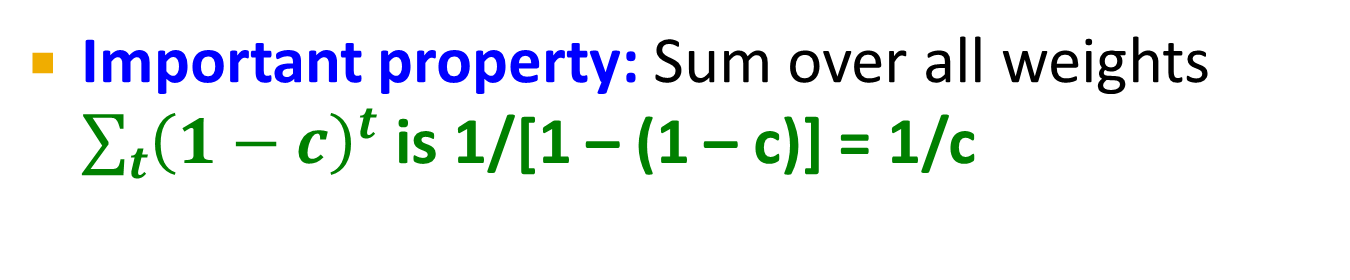 ▪ Important property: Sum over all weights
∑ₜ(1 − c)ᵗ is 1/[1 – (1 – c)] = 1/c